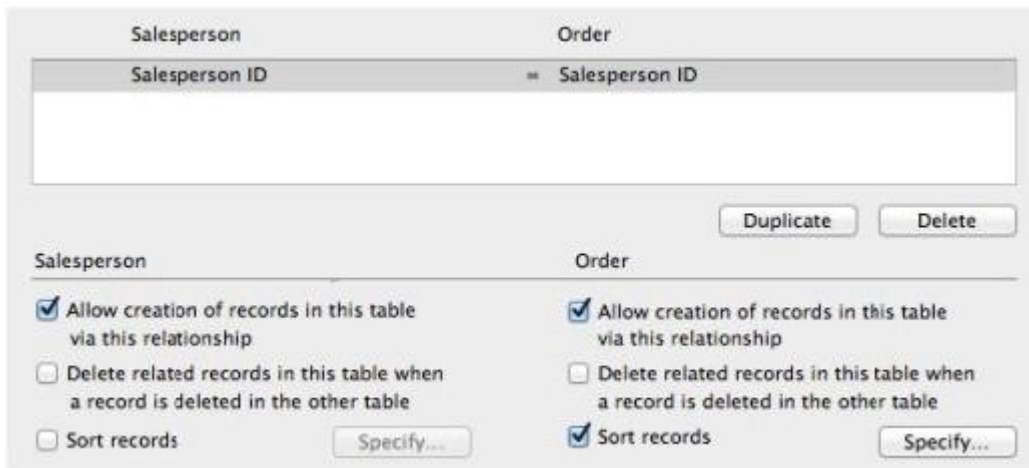 Salesperson Order
Salesperson ID = Salesperson ID
Duplicate Delete
Salesperson Order
Allow creation of records in this table Allow creation of records in this table
via this relationship via this relationship
Delete related records in this table when Delete related records in this table when
a record is deleted in the other table a record is deleted in the other table
Sort records Specify... Sort records Specify...